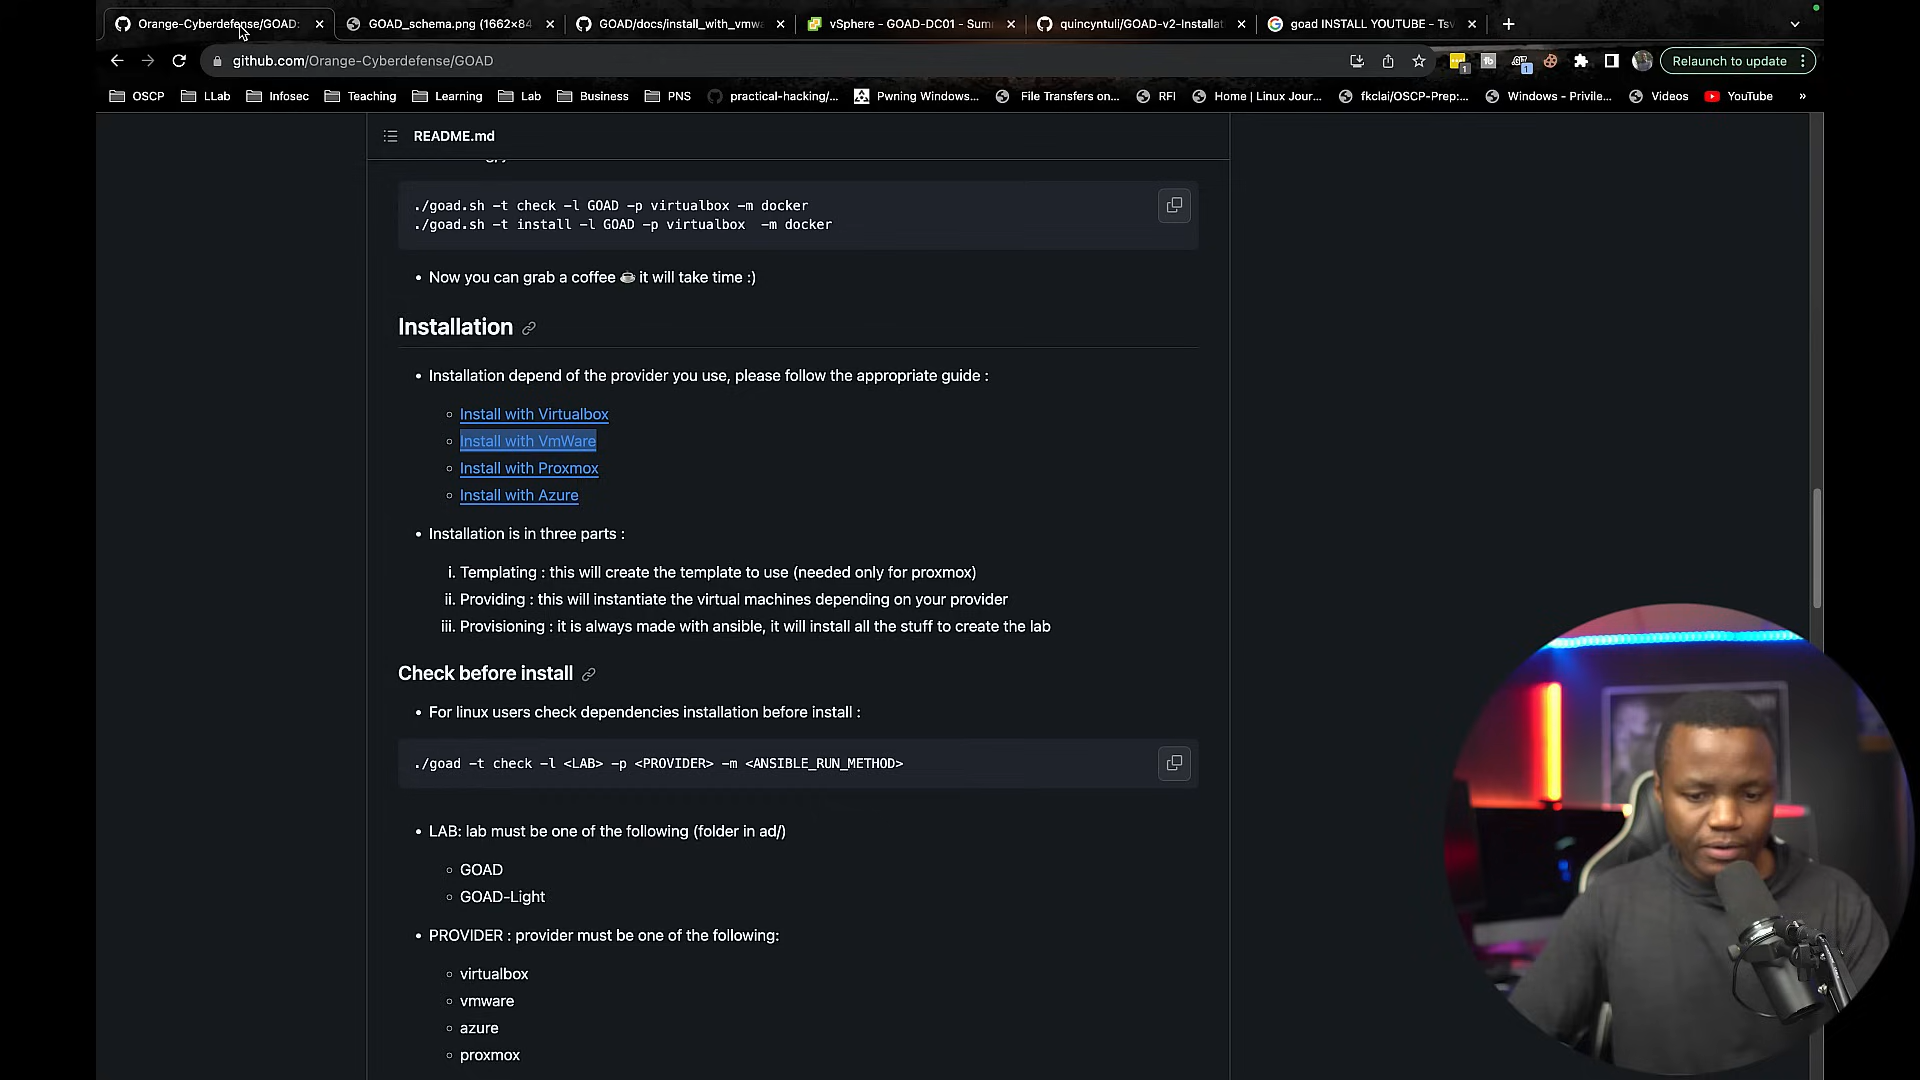 Orange-Cyberdefense/GOAD:
GOAD_schema.png (1662×84
GOAD/docs/install_with_vmwa
vSphere - GOAD-DC01 - Sum
quincyntuli/GOAD-v2-Installat
goad INSTALL YOUTUBE - Tsv
github.com/Orange-Cyberdefense/GOAD
Relaunch to update
OSCP
LLab
Infosec
Teaching
Learning
Lab
Business
PNS
practical-hacking/...
Pwning Windows...
File Transfers on...
RFI
Home | Linux Jour...
fkclai/OSCP-Prep:...
Windows - Privile...
Videos
YouTube
»
README.md
./goad.sh -t check -l GOAD -p virtualbox -m docker
./goad.sh -t install -l GOAD -p virtualbox  -m docker
• Now you can grab a coffee ☕ it will take time :)
Installation
• Installation depend of the provider you use, please follow the appropriate guide :
Install with Virtualbox
Install with VmWare
Install with Proxmox
Install with Azure
• Installation is in three parts :
i. Templating : this will create the template to use (needed only for proxmox)
ii. Providing : this will instantiate the virtual machines depending on your provider
iii. Provisioning : it is always made with ansible, it will install all the stuff to create the lab
Check before install
• For linux users check dependencies installation before install :
./goad -t check -l <LAB> -p <PROVIDER> -m <ANSIBLE_RUN_METHOD>
• LAB: lab must be one of the following (folder in ad/)
GOAD
GOAD-Light
• PROVIDER : provider must be one of the following:
virtualbox
vmware
azure
proxmox